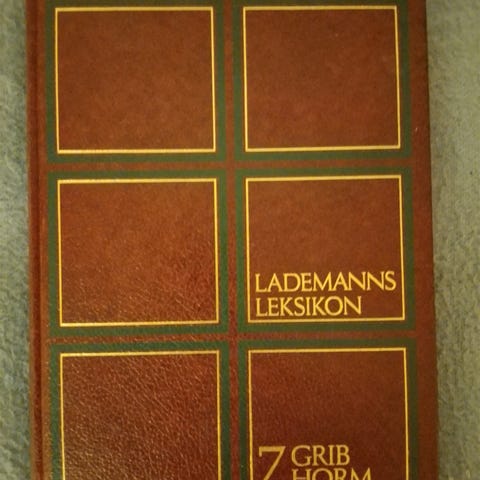 LADEMANNS
LEKSIKON
7 GRIB
HORM